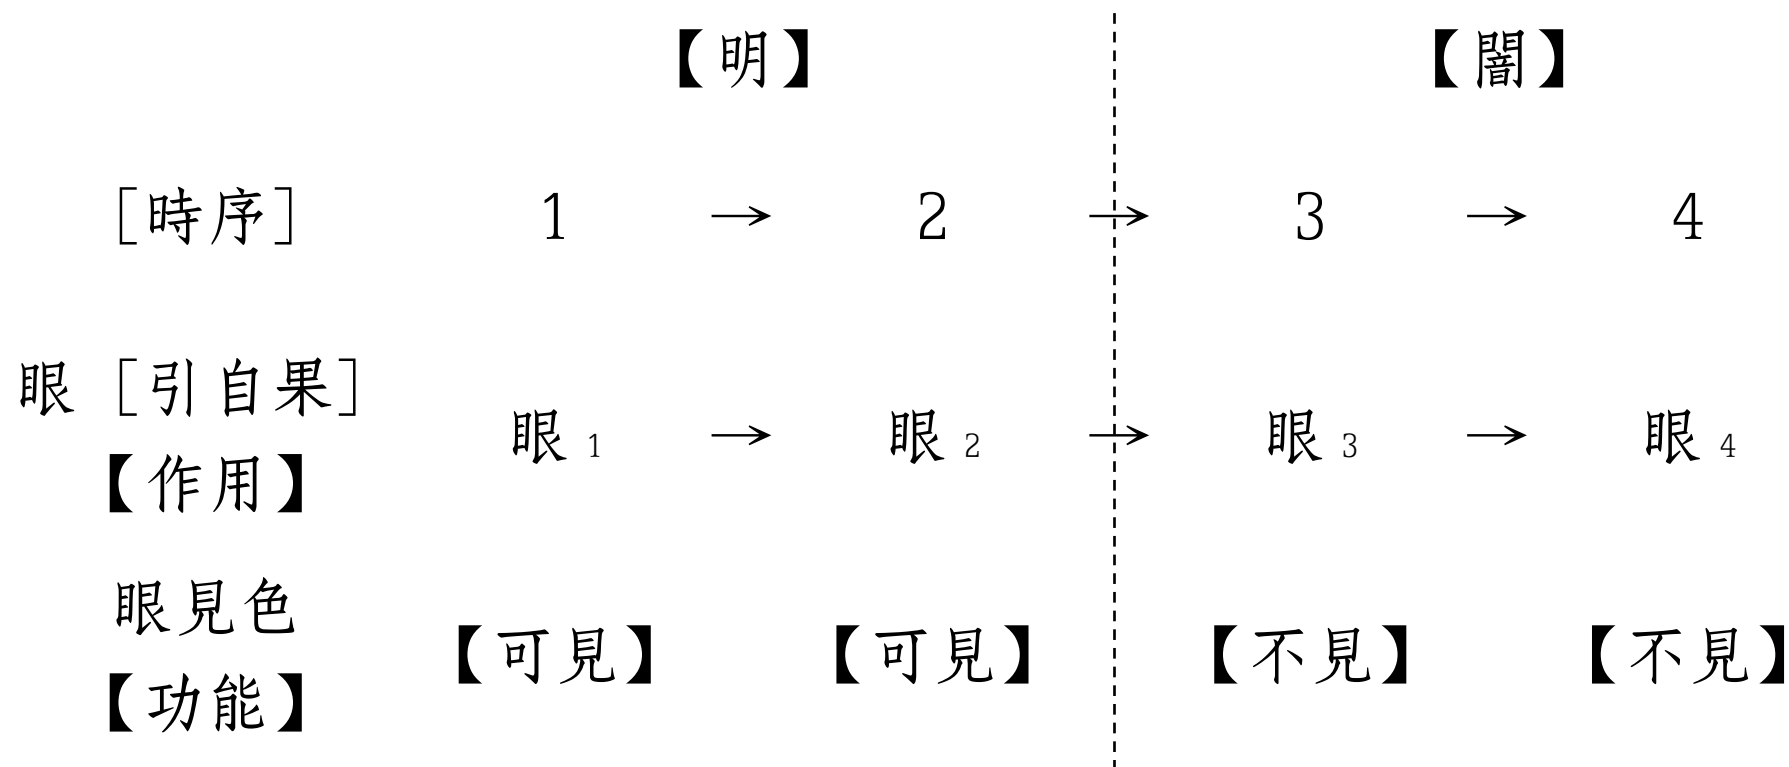 【明】 【闇】
[時序] 1 → 2 → 3 → 4
眼 [引自果]
【作用】
眼 1 → 眼 2 → 眼 3 → 眼 4
眼見色
【功能】
【可見】 【可見】 【不見】 【不見】